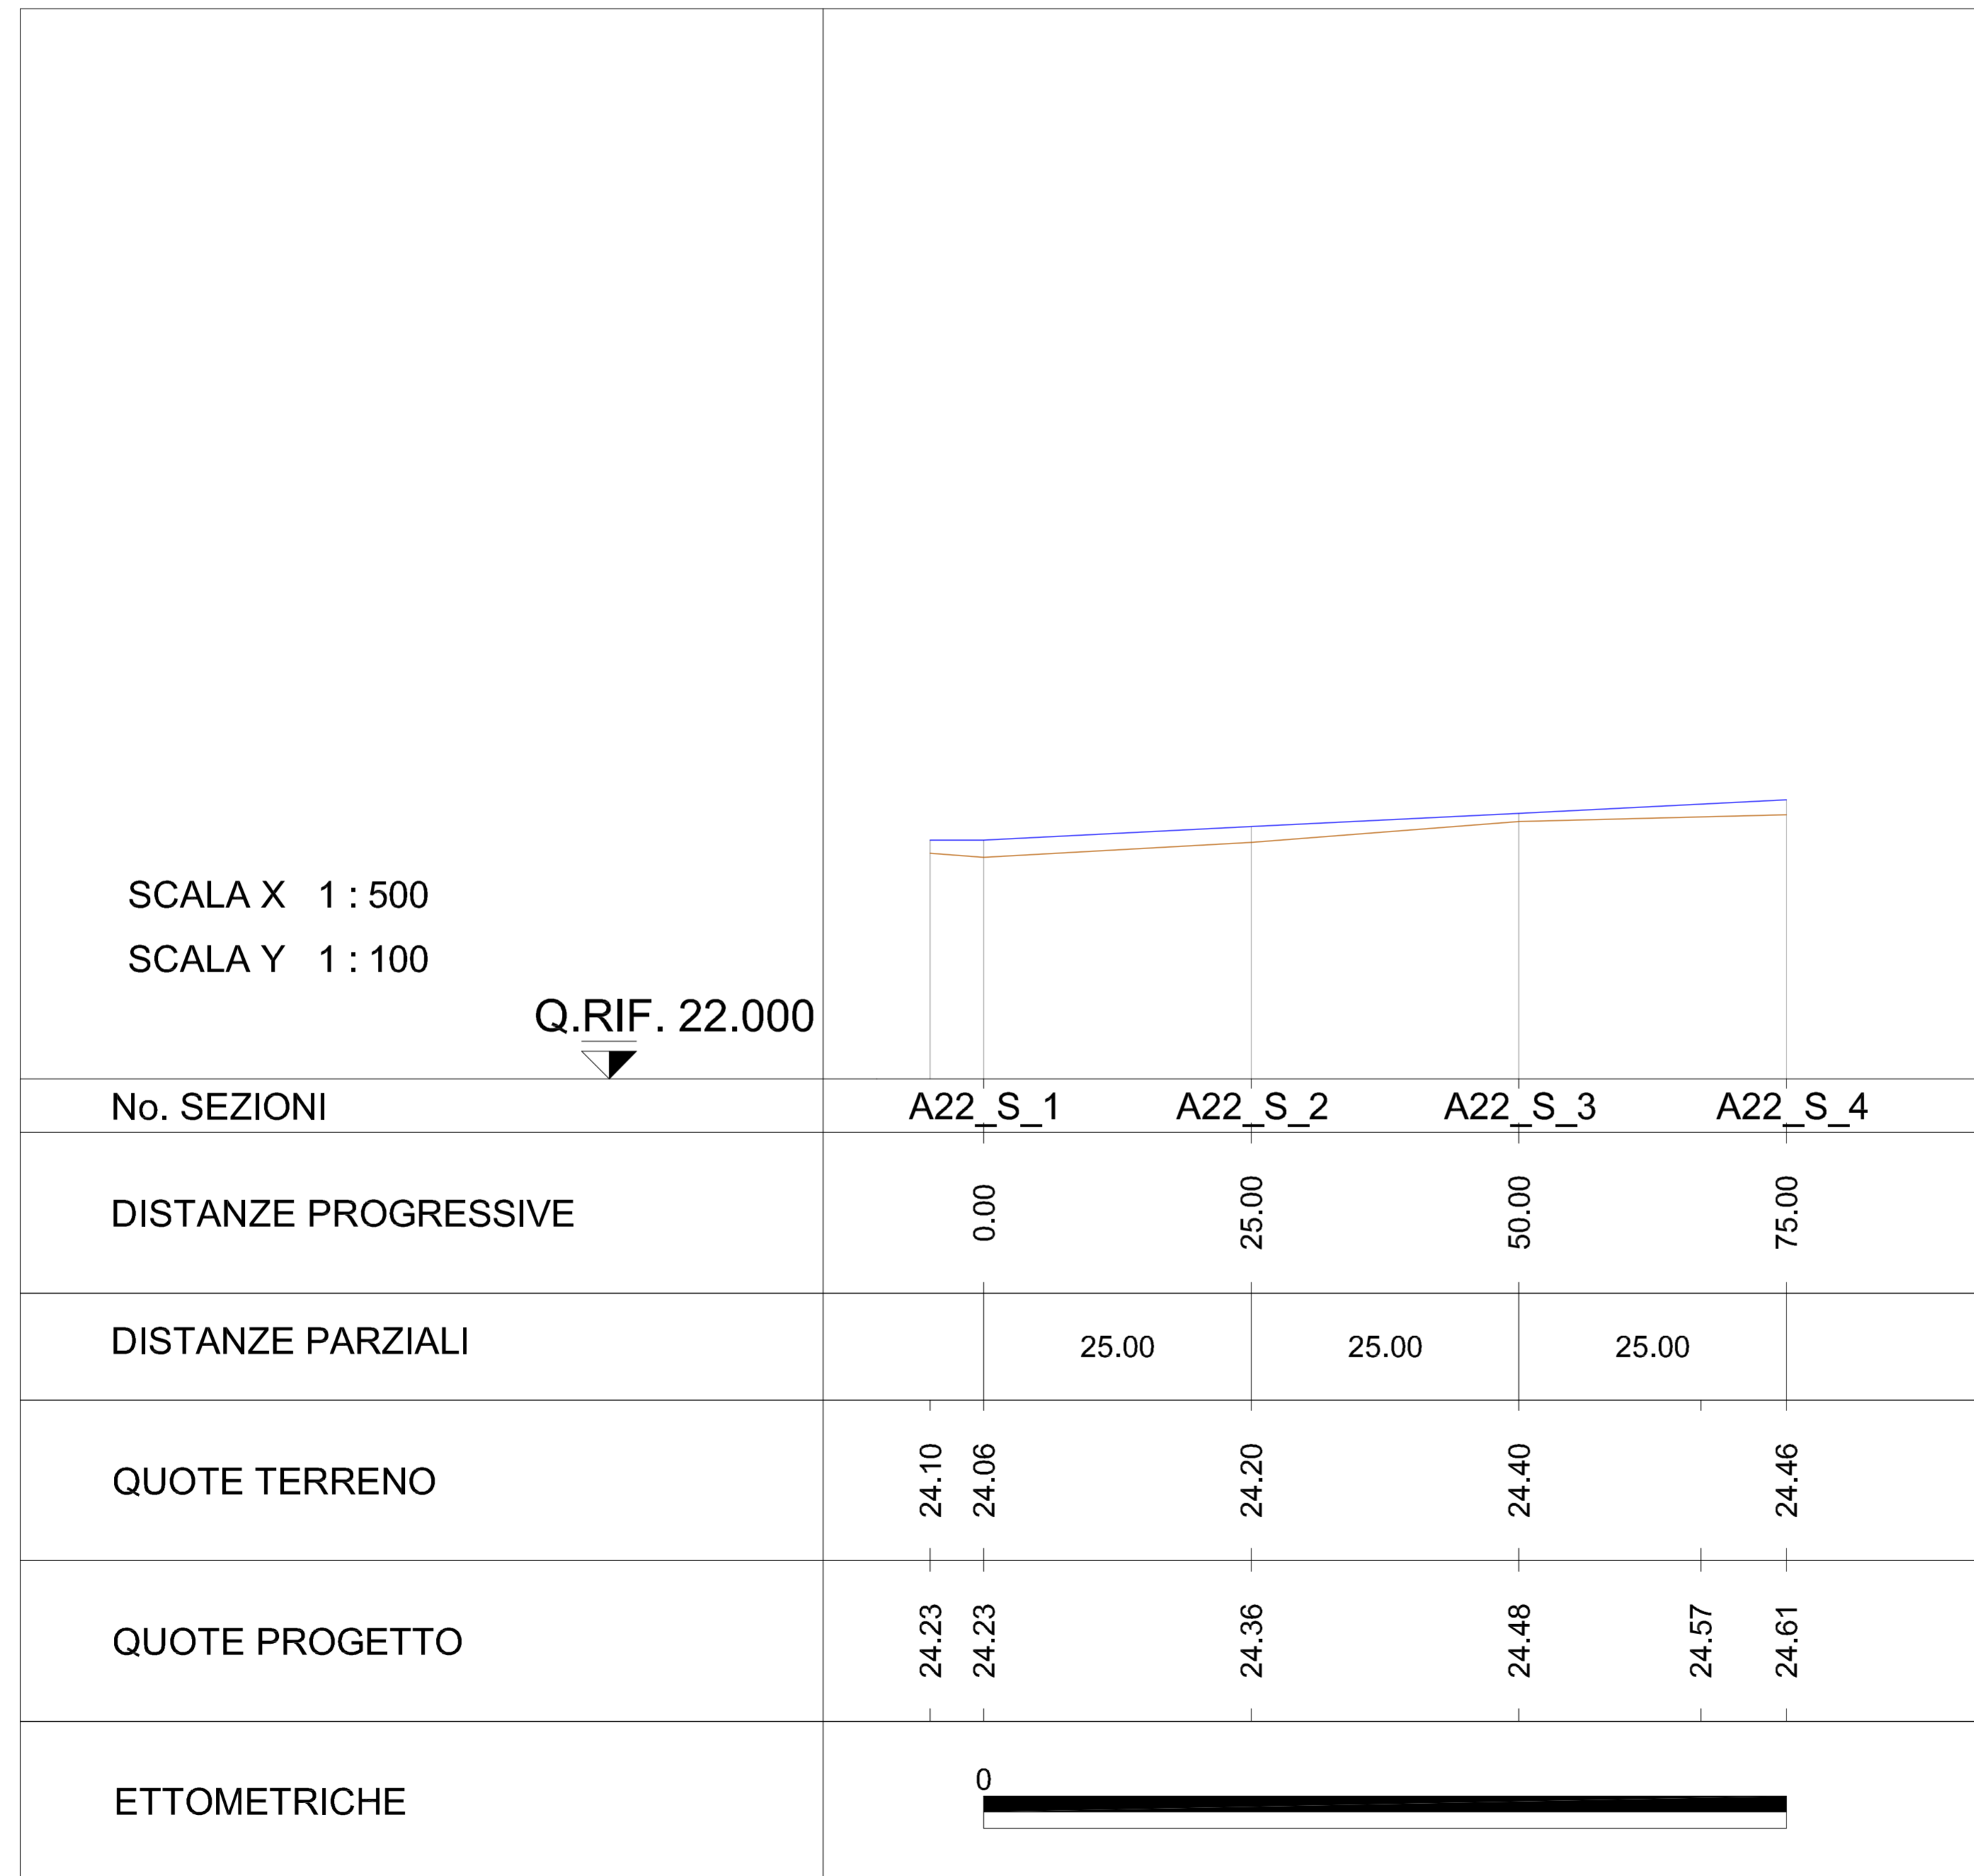 SCALA X 1 : 500
SCALA Y 1 : 100
Q.RIF. 22.000
No. SEZIONI A22_S_1 A22_S_2 A22_S_3 A22_S_4
DISTANZE PROGRESSIVE 0.00 25.00 50.00 75.00
DISTANZE PARZIALI 25.00 25.00 25.00
QUOTE TERRENO 24.10 24.06 24.20 24.40 24.46
QUOTE PROGETTO 24.23 24.23 24.36 24.48 24.57 24.61
ETTOMETRICHE 0